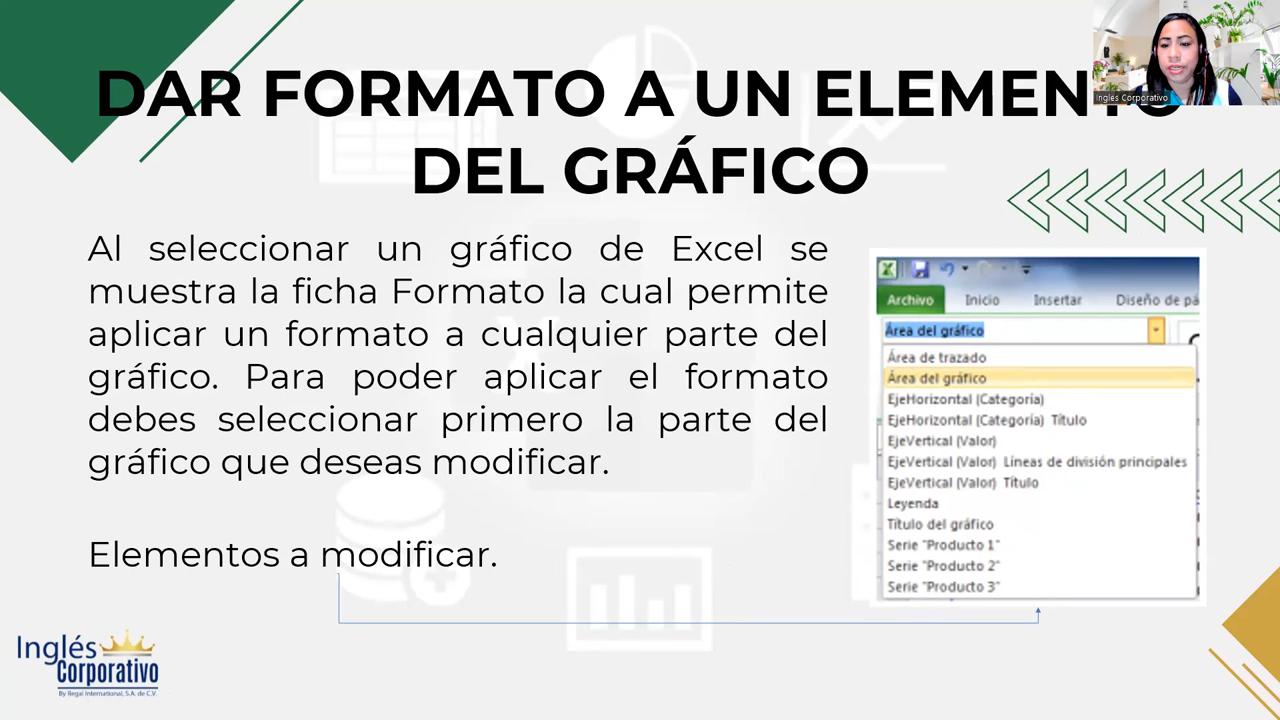 Inglés Corporativo
DAR FORMATO A UN ELEMENTO
DEL GRÁFICO
Al seleccionar un gráfico de Excel se
muestra la ficha Formato la cual permite
aplicar un formato a cualquier parte del
gráfico. Para poder aplicar el formato
debes seleccionar primero la parte del
gráfico que deseas modificar.
Elementos a modificar.
Archivo Inicio Insertar Diseño de pá
Área del gráfico
Área de trazado
Área del gráfico
EjeHorizontal (Categoría)
EjeHorizontal (Categoría) Título
EjeVertical (Valor)
EjeVertical (Valor) Líneas de división principales
EjeVertical (Valor) Título
Leyenda
Título del gráfico
Serie "Producto 1"
Serie "Producto 2"
Serie "Producto 3"
Inglés
Corporativo
By Regal International, S.A. de C.V.